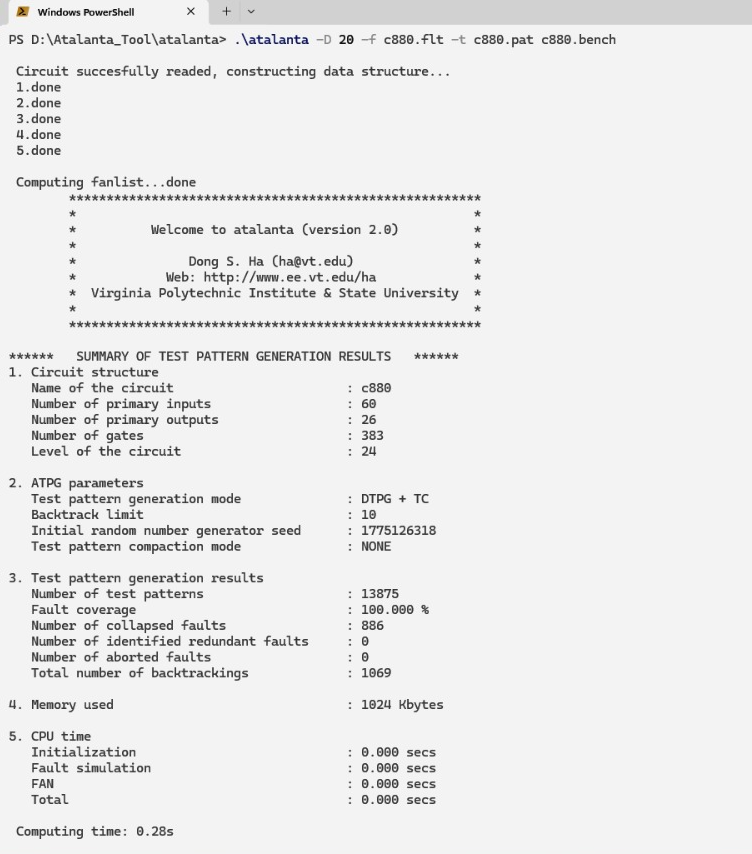 Windows PowerShell
PS D:\Atalanta_Tool\atalanta> .\atalanta -D 20 -f c880.flt -t c880.pat c880.bench
Circuit succesfully readed, constructing data structure...
1.done
2.done
3.done
4.done
5.done
Computing fanlist...done
******************************************************
* *
* Welcome to atalanta (version 2.0) *
* *
* Dong S. Ha (ha@vt.edu) *
* Web: http://www.ee.vt.edu/ha *
* Virginia Polytechnic Institute & State University *
* *
******************************************************
****** SUMMARY OF TEST PATTERN GENERATION RESULTS ******
1. Circuit structure
Name of the circuit : c880
Number of primary inputs : 60
Number of primary outputs : 26
Number of gates : 383
Level of the circuit : 24
2. ATPG parameters
Test pattern generation mode : DTPG + TC
Backtrack limit : 10
Initial random number generator seed : 1775126318
Test pattern compaction mode : NONE
3. Test pattern generation results
Number of test patterns : 13875
Fault coverage : 100.000 %
Number of collapsed faults : 886
Number of identified redundant faults : 0
Number of aborted faults : 0
Total number of backtrackings : 1069
4. Memory used : 1024 Kbytes
5. CPU time
Initialization : 0.000 secs
Fault simulation : 0.000 secs
FAN : 0.000 secs
Total : 0.000 secs
Computing time: 0.28s